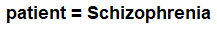 patient = Schizophrenia